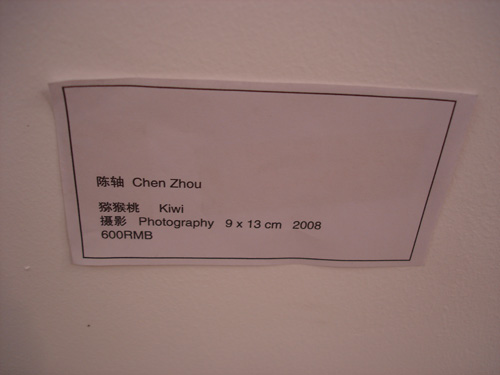 陈轴 Chen Zhou
猕猴桃 Kiwi
摄影 Photography 9 x 13 cm 2008
600RMB